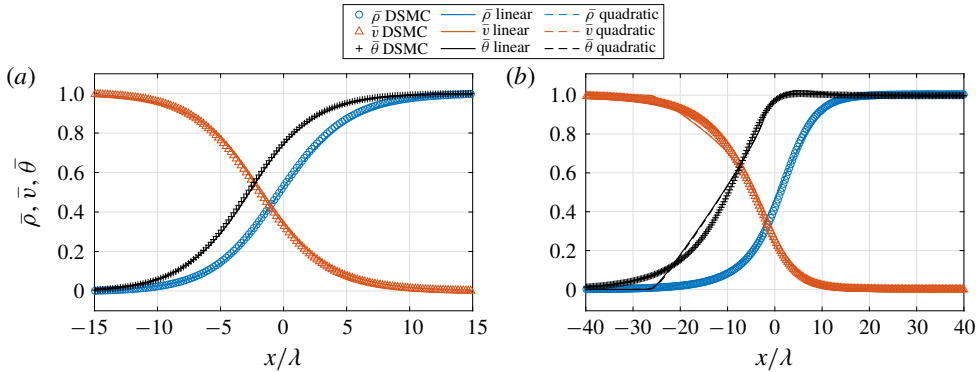 ρ̄ DSMC ρ̄ linear ρ̄ quadratic
v̄ DSMC v̄ linear v̄ quadratic
θ̄ DSMC θ̄ linear θ̄ quadratic
(a) (b)
1.0 1.0
0.8 0.8
0.6 0.6
ρ̄, v̄, θ̄
0.4 0.4
0.2 0.2
0 0
−15 −10 −5 0 5 10 15 −40 −30 −20 −10 0 10 20 30 40
x/λ x/λ